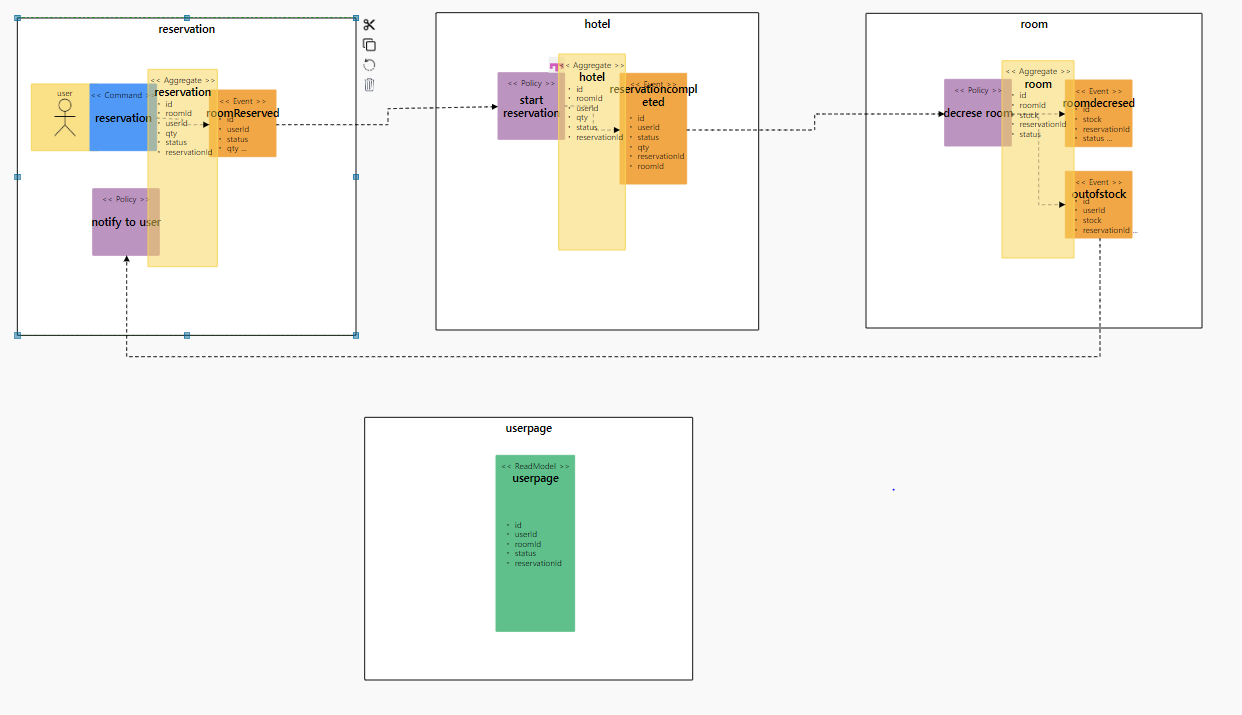 reservation
user
<< Command >>
reservation
<< Aggregate >>
reservation
id
roomId
userId
qty
status
reservationId
<< Event >>
roomReserved
id
userId
status
qty ...
<< Policy >>
notify to user
hotel
<< Policy >>
start
reservation
<< Aggregate >>
hotel
id
roomId
userId
qty
status
reservationId
<< Event >>
reservationcompl
eted
id
userId
status
qty
reservationId
roomId
room
<< Policy >>
decrese room
<< Aggregate >>
room
id
roomId
stock
reservationId
status
<< Event >>
roomdecresed
id
stock
reservationId
status ...
<< Event >>
outofstock
id
userId
stock
reservationId ...
userpage
<< ReadModel >>
userpage
id
userId
roomId
status
reservationId